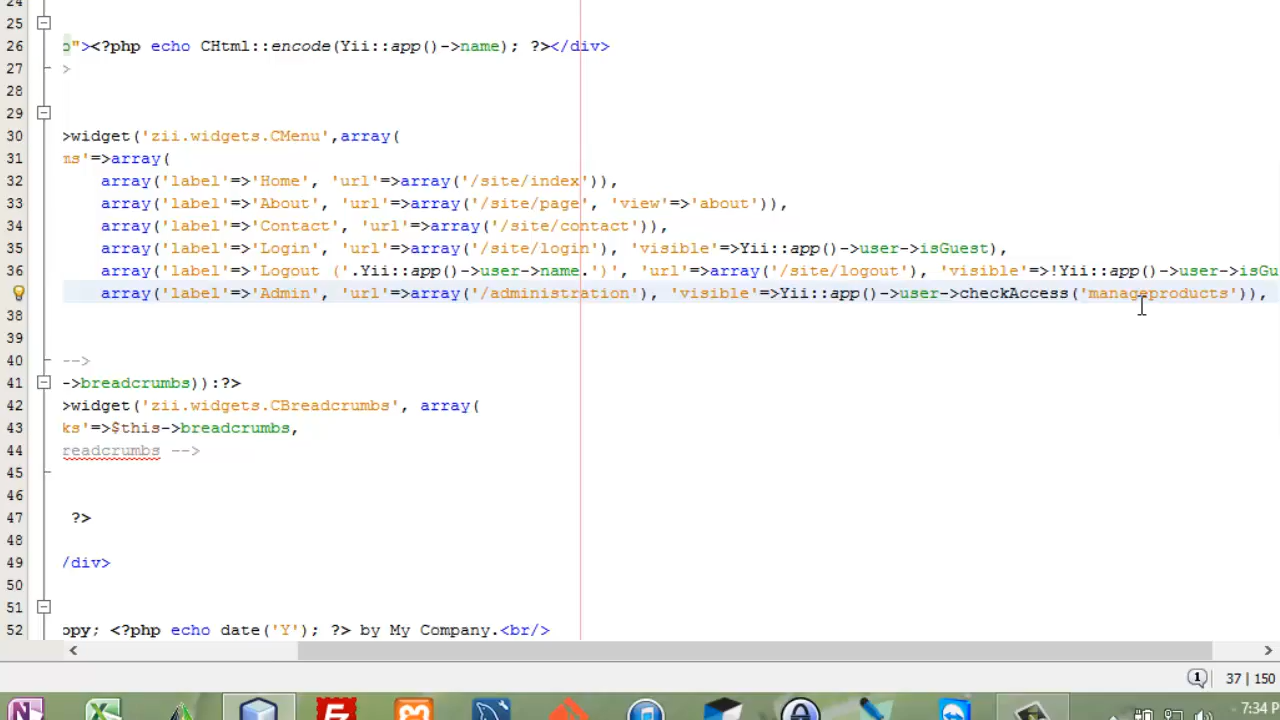 24
25
26 o"><?php echo CHtml::encode(Yii::app()->name); ?></div>
27 >
28
29
30 >widget('zii.widgets.CMenu',array(
31 ms'=>array(
32 array('label'=>'Home', 'url'=>array('/site/index')),
33 array('label'=>'About', 'url'=>array('/site/page', 'view'=>'about')),
34 array('label'=>'Contact', 'url'=>array('/site/contact')),
35 array('label'=>'Login', 'url'=>array('/site/login'), 'visible'=>Yii::app()->user->isGuest),
36 array('label'=>'Logout ('.Yii::app()->user->name.')', 'url'=>array('/site/logout'), 'visible'=>!Yii::app()->user->isGu
array('label'=>'Admin', 'url'=>array('/administration'), 'visible'=>Yii::app()->user->checkAccess('manageproducts')),
38
39
40 -->
41 ->breadcrumbs)):?>
42 >widget('zii.widgets.CBreadcrumbs', array(
43 ks'=>$this->breadcrumbs,
44 readcrumbs -->
45
46
47 ?>
48
49 /div>
50
51
52 opy; <?php echo date('Y'); ?> by My Company.<br/>
1 37 | 150
7:34 P